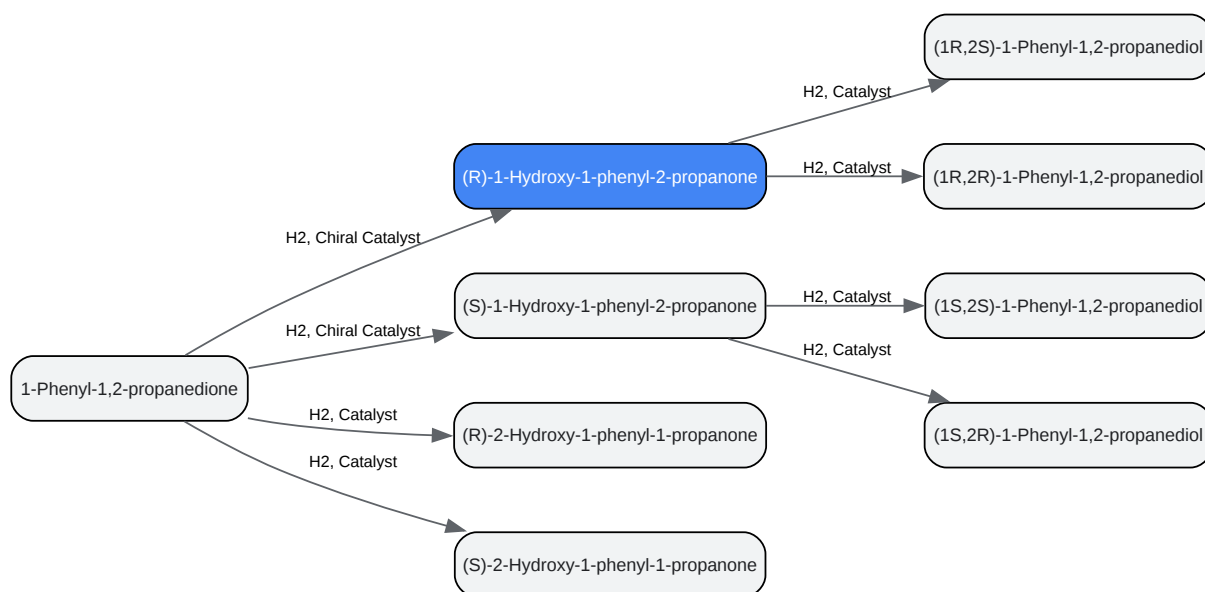 (1R,2S)-1-Phenyl-1,2-propanediol
H2, Catalyst
(R)-1-Hydroxy-1-phenyl-2-propanone
H2, Catalyst
(1R,2R)-1-Phenyl-1,2-propanediol
H2, Chiral Catalyst
(S)-1-Hydroxy-1-phenyl-2-propanone
H2, Catalyst
(1S,2S)-1-Phenyl-1,2-propanediol
H2, Chiral Catalyst
H2, Catalyst
1-Phenyl-1,2-propanedione
H2, Catalyst
(R)-2-Hydroxy-1-phenyl-1-propanone
(1S,2R)-1-Phenyl-1,2-propanediol
H2, Catalyst
(S)-2-Hydroxy-1-phenyl-1-propanone